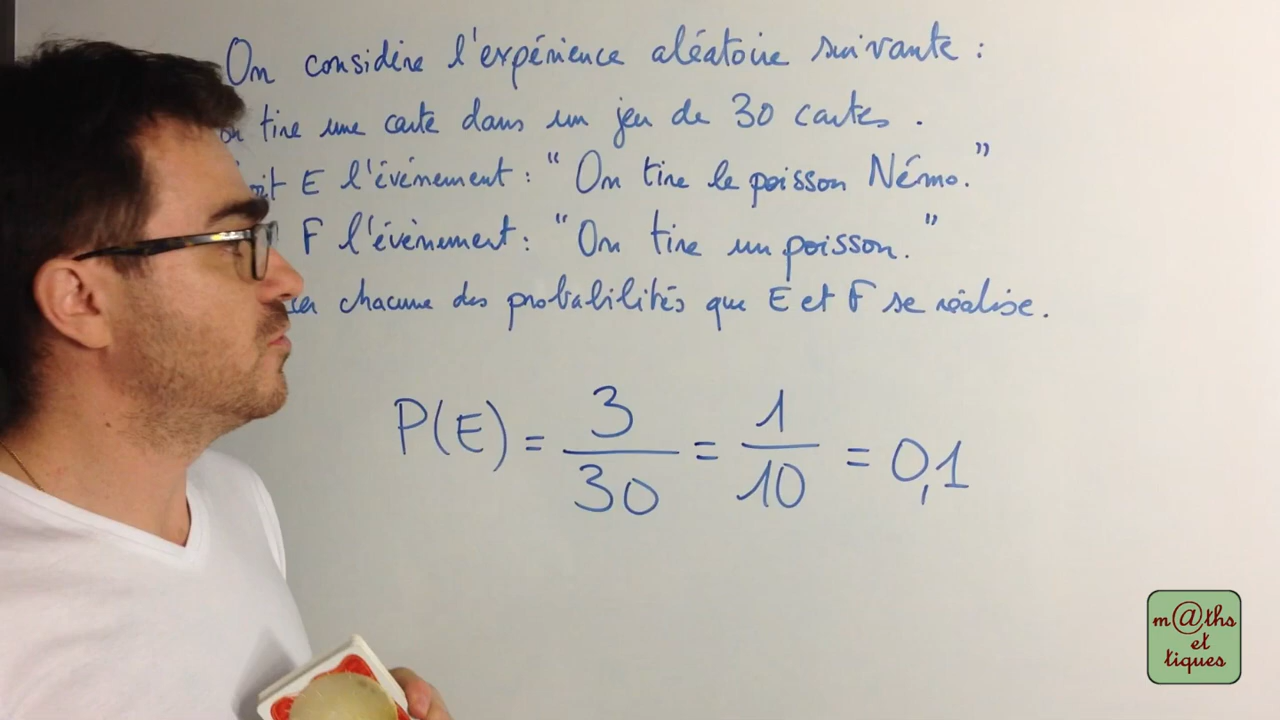 On considère l'expérience aléatoire suivante :
on tire une carte dans un jeu de 30 cartes .
E l'événement : “ On tire le poisson Némo. ”
F l'évènement : “ On tire un poisson. ”
chacune des probabilités que E et F se réalise .
P(E) = 3/30 = 1/10 = 0,1
m@ths
et
tiques